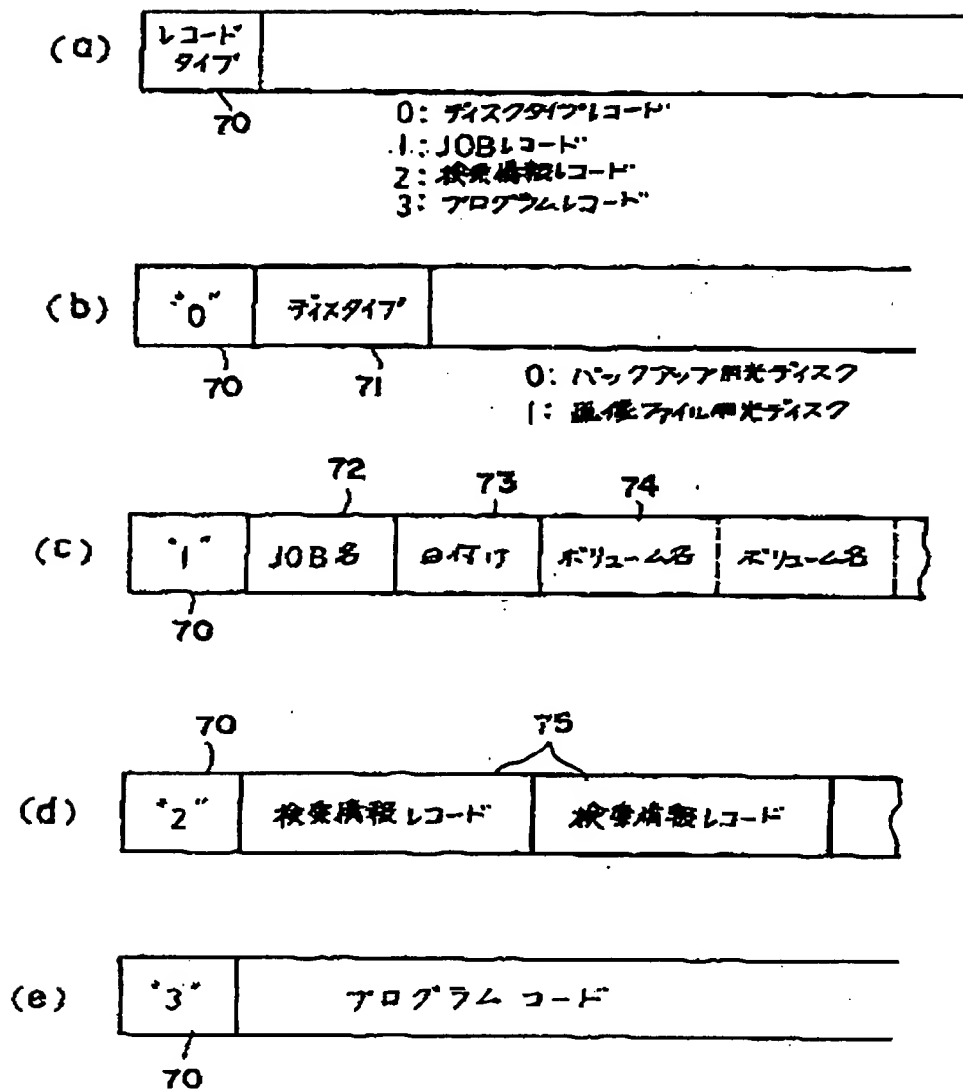 (a)
レコード
タイプ
70
0: ディスクタイプレコード
1: JOBレコード
2: 検索情報レコード
3: プログラムレコード
(b)
"0" ディスタイプ
70 71
0: バックアップ用光ディスク
1: 画像ファイル用光ディスク
72 73 74
(c)
"1" JOB名 日付け ボリューム名 ボリューム名
70
70 75
(d)
"2" 検索情報レコード 検索情報レコード
(e)
"3" プログラム コード
70